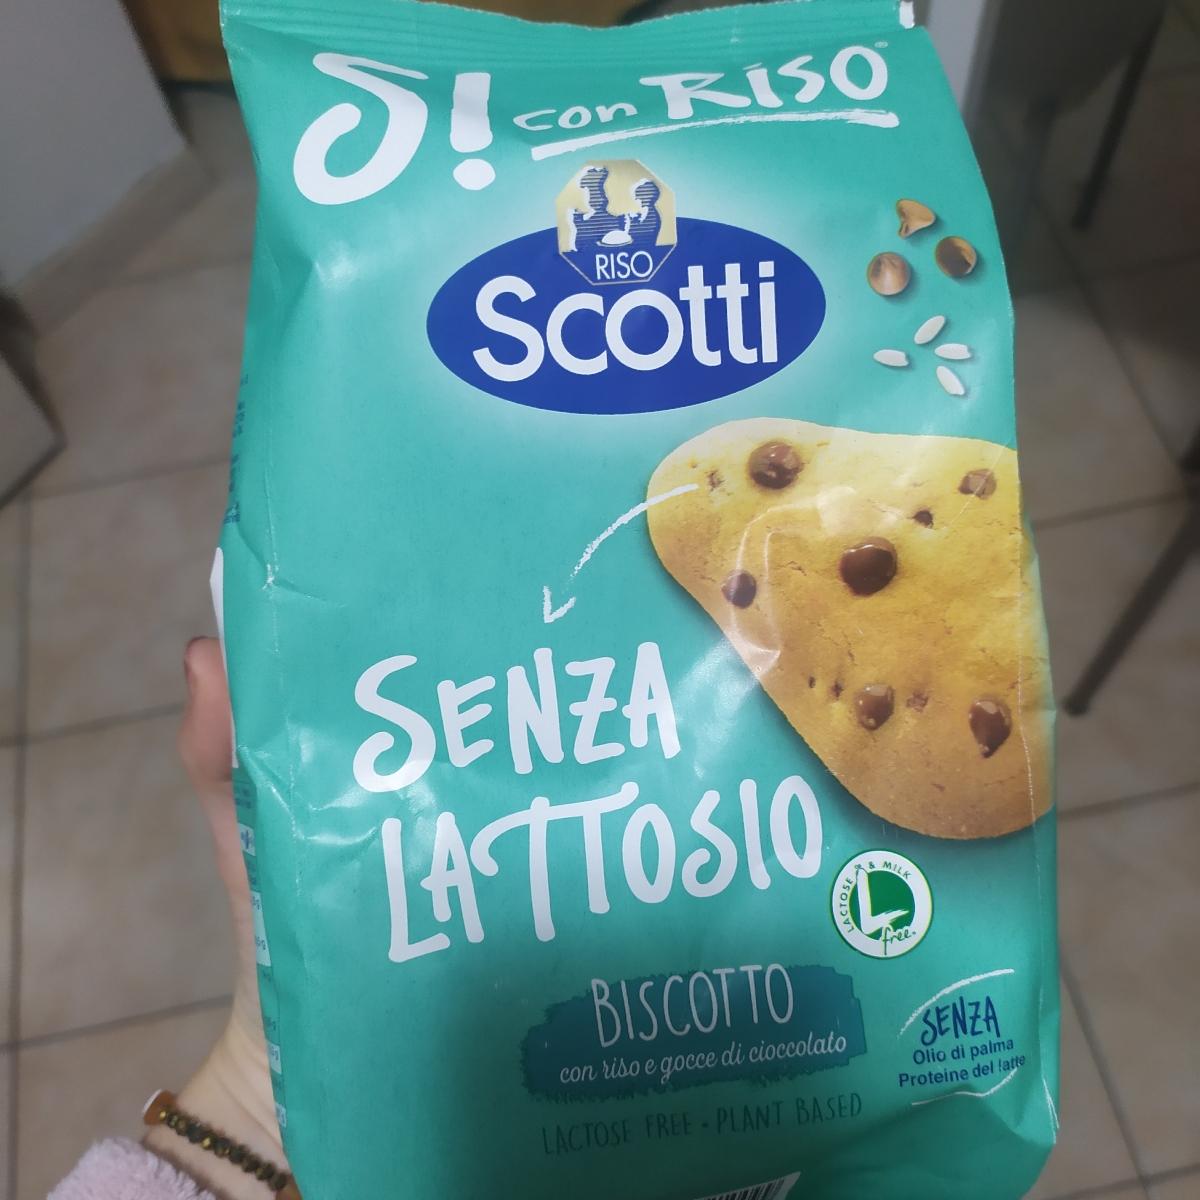 Sì con Riso®
RISO
Scotti
SENZA
LATTOSIO
LACTOSE & MILK
free.
BISCOTTO
con riso e gocce di cioccolato
LACTOSE FREE • PLANT BASED
SENZA
Olio di palma
Proteine del latte